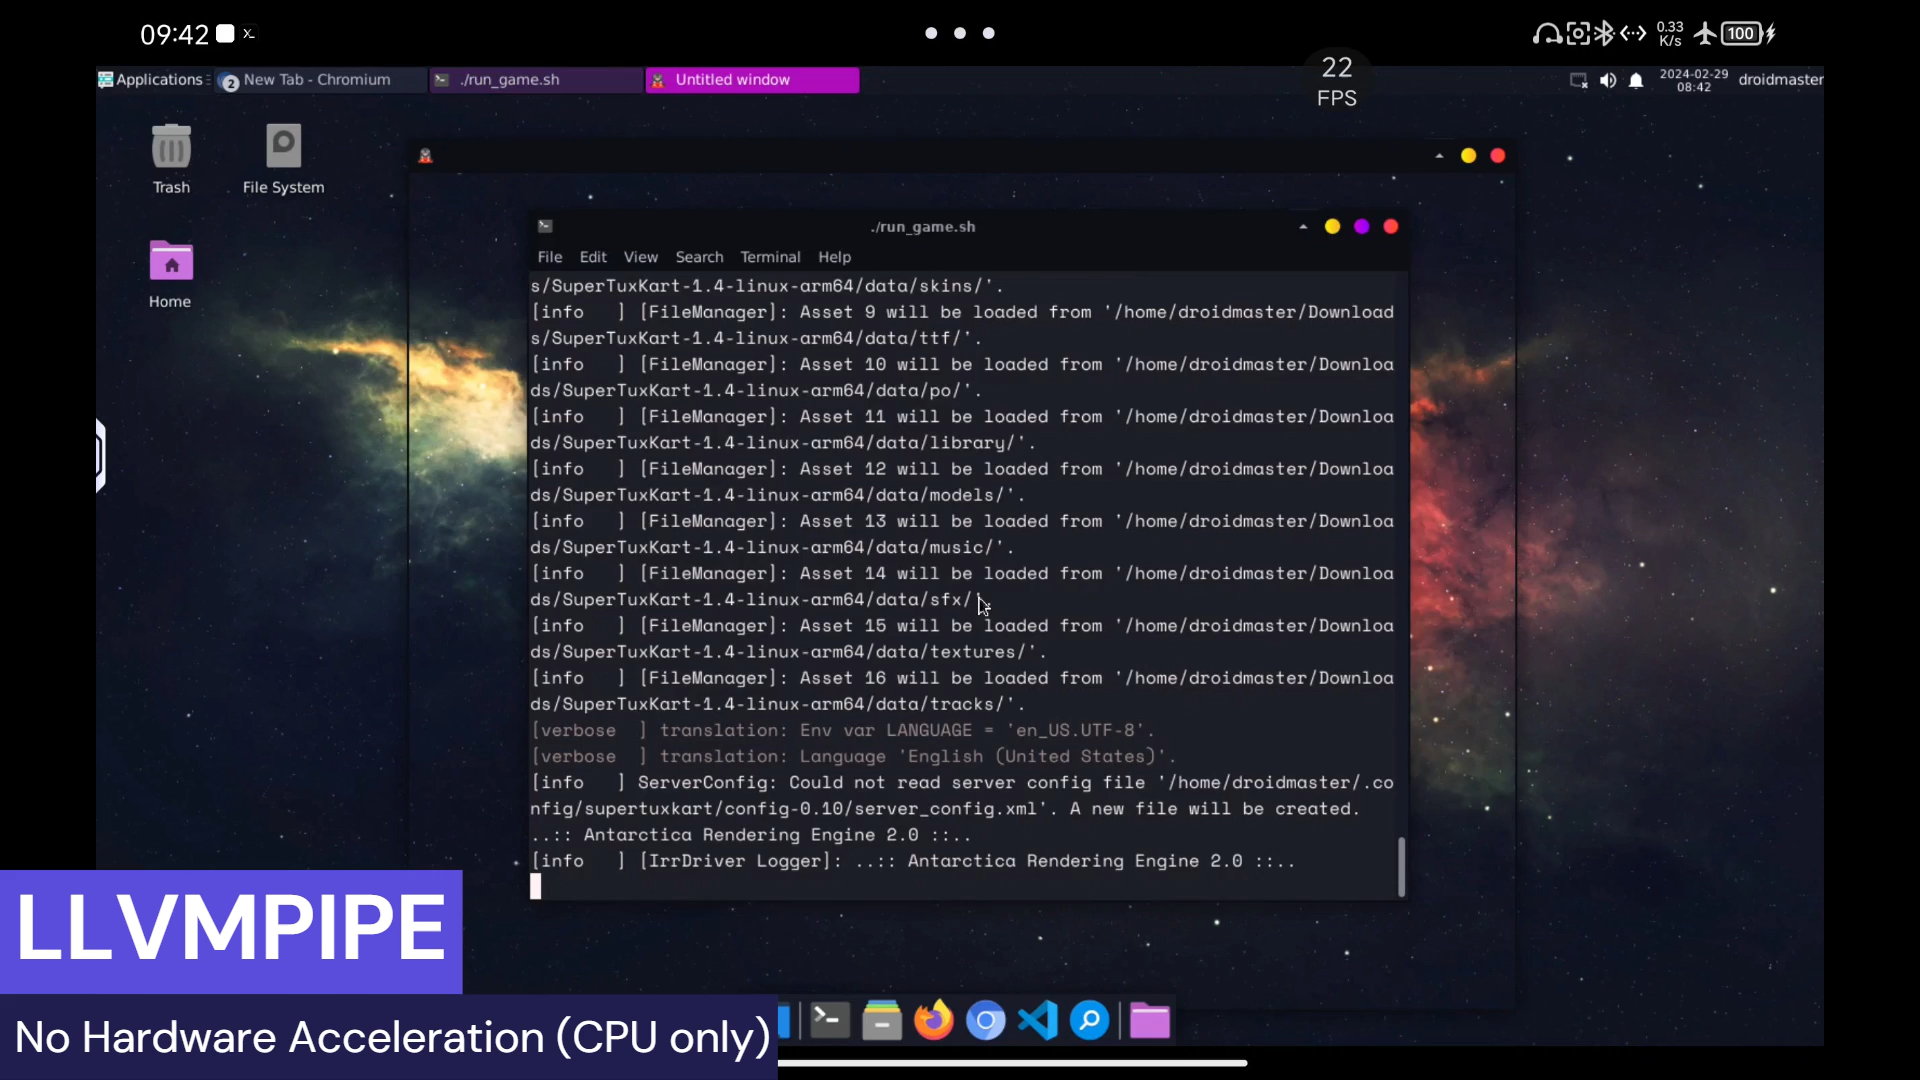 09:42
0.33
K/s
100
Applications
2
New Tab - Chromium
./run_game.sh
Untitled window
22
FPS
2024-02-29
08:42
droidmaster
Trash
File System
Home
./run_game.sh
File Edit View Search Terminal Help
s/SuperTuxKart-1.4-linux-arm64/data/skins/'.
[info   ] [FileManager]: Asset 9 will be loaded from '/home/droidmaster/Download
s/SuperTuxKart-1.4-linux-arm64/data/ttf/'.
[info   ] [FileManager]: Asset 10 will be loaded from '/home/droidmaster/Downloa
ds/SuperTuxKart-1.4-linux-arm64/data/po/'.
[info   ] [FileManager]: Asset 11 will be loaded from '/home/droidmaster/Downloa
ds/SuperTuxKart-1.4-linux-arm64/data/library/'.
[info   ] [FileManager]: Asset 12 will be loaded from '/home/droidmaster/Downloa
ds/SuperTuxKart-1.4-linux-arm64/data/models/'.
[info   ] [FileManager]: Asset 13 will be loaded from '/home/droidmaster/Downloa
ds/SuperTuxKart-1.4-linux-arm64/data/music/'.
[info   ] [FileManager]: Asset 14 will be loaded from '/home/droidmaster/Downloa
ds/SuperTuxKart-1.4-linux-arm64/data/sfx/'
[info   ] [FileManager]: Asset 15 will be loaded from '/home/droidmaster/Downloa
ds/SuperTuxKart-1.4-linux-arm64/data/textures/'.
[info   ] [FileManager]: Asset 16 will be loaded from '/home/droidmaster/Downloa
ds/SuperTuxKart-1.4-linux-arm64/data/tracks/'.
[verbose  ] translation: Env var LANGUAGE = 'en_US.UTF-8'.
[verbose  ] translation: Language 'English (United States)'.
[info   ] ServerConfig: Could not read server config file '/home/droidmaster/.co
nfig/supertuxkart/config-0.10/server_config.xml'. A new file will be created.
..:: Antarctica Rendering Engine 2.0 ::..
[info   ] [IrrDriver Logger]: ..:: Antarctica Rendering Engine 2.0 ::..
LLVMPIPE
No Hardware Acceleration (CPU only)